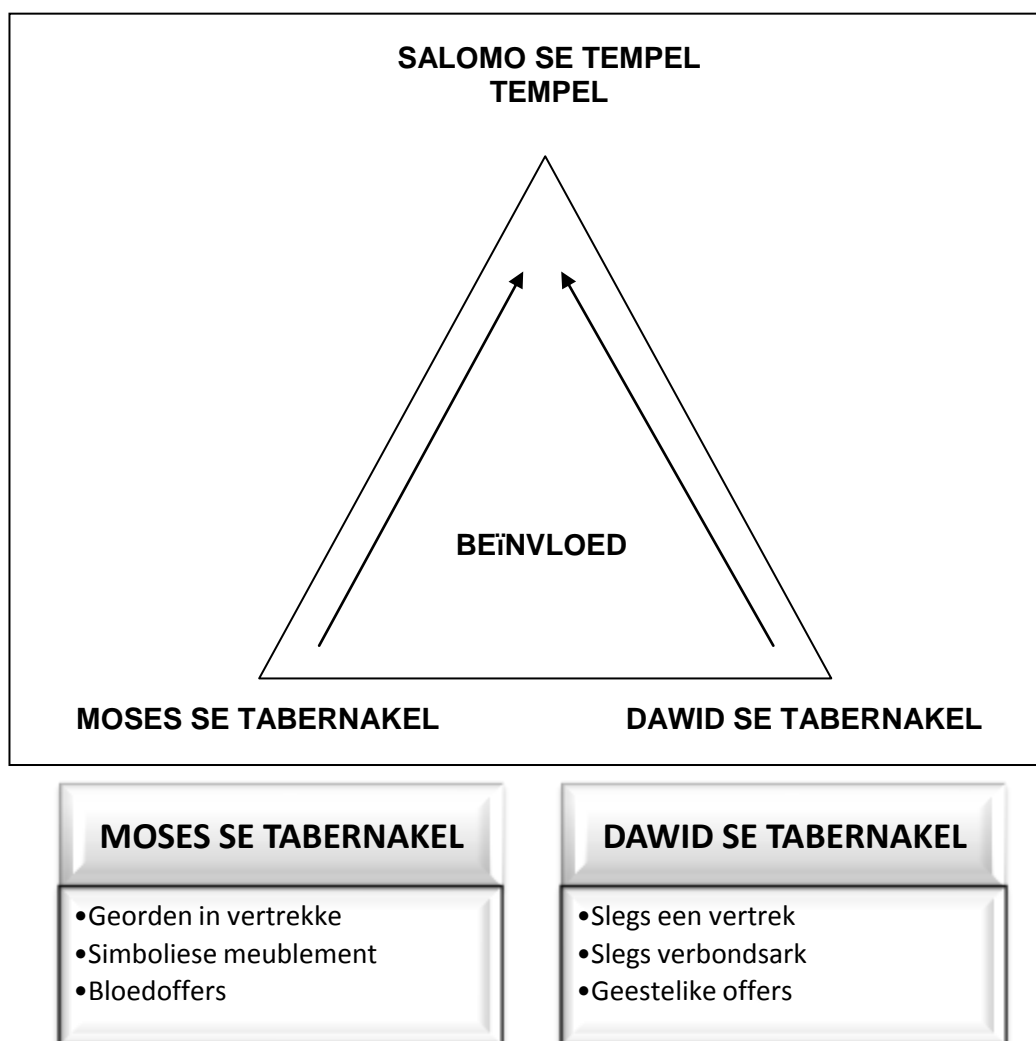 SALOMO SE TEMPEL
TEMPEL
BEïNVLOED
MOSES SE TABERNAKEL
DAWID SE TABERNAKEL
MOSES SE TABERNAKEL
•Georden in vertrekke
•Simboliese meublement
•Bloedoffers
DAWID SE TABERNAKEL
•Slegs een vertrek
•Slegs verbondsark
•Geestelike offers